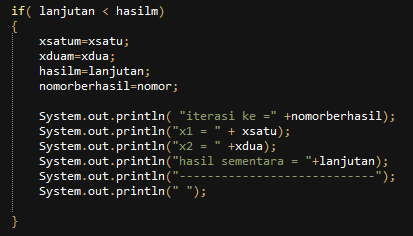 if( lanjutan < hasilm)
{
xsatum=xsatu;
xduam=xdua;
hasilm=lanjutan;
nomorberhasil=nomor;
System.out.println( "iterasi ke =" +nomorberhasil);
System.out.println("x1 = " + xsatu);
System.out.println("x2 = " +xdua);
System.out.println("hasil sementara = "+lanjutan);
System.out.println("----------------------------");
System.out.println(" ");
}